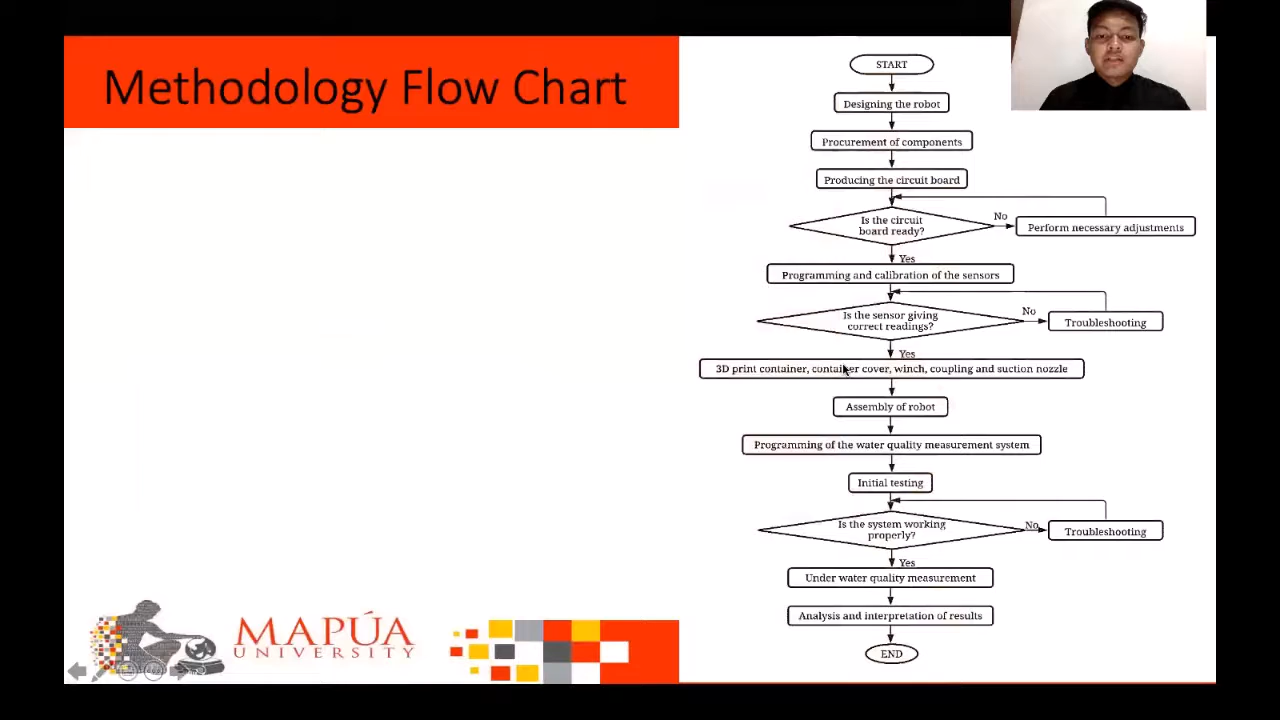 Methodology Flow Chart
START
Designing the robot
Procurement of components
Producing the circuit board
Is the circuit
board ready?
No
Perform necessary adjustments
Yes
Programming and calibration of the sensors
Is the sensor giving
correct readings?
No
Troubleshooting
Yes
3D print container, container cover, winch, coupling and suction nozzle
Assembly of robot
Programming of the water quality measurement system
Initial testing
Is the system working
properly?
No
Troubleshooting
Yes
Under water quality measurement
Analysis and interpretation of results
END
MAPÚA
UNIVERSITY